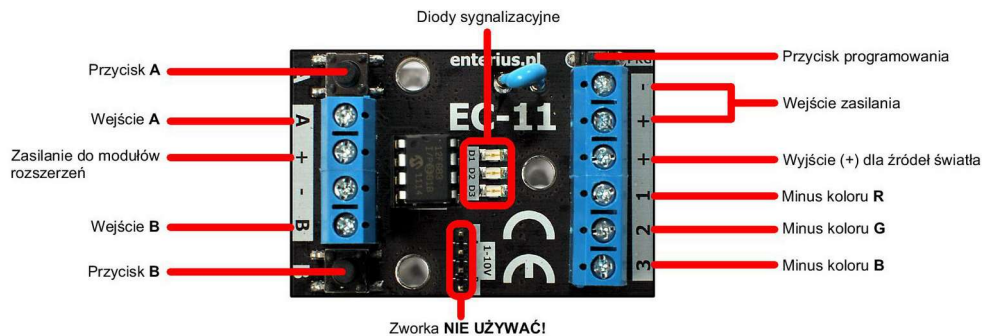 Diody sygnalizacyjne
Przycisk A
Wejście A
Zasilanie do modułów
rozszerzeń
Wejście B
Przycisk B
A
A
+
-
B
enterius.pl
EC-11
D1
D2
D3
1-10V
CE
PRG
-
+
+
1
2
3
Przycisk programowania
Wejście zasilania
Wyjście (+) dla źródeł światła
Minus koloru R
Minus koloru G
Minus koloru B
Zworka NIE UŻYWAĆ!